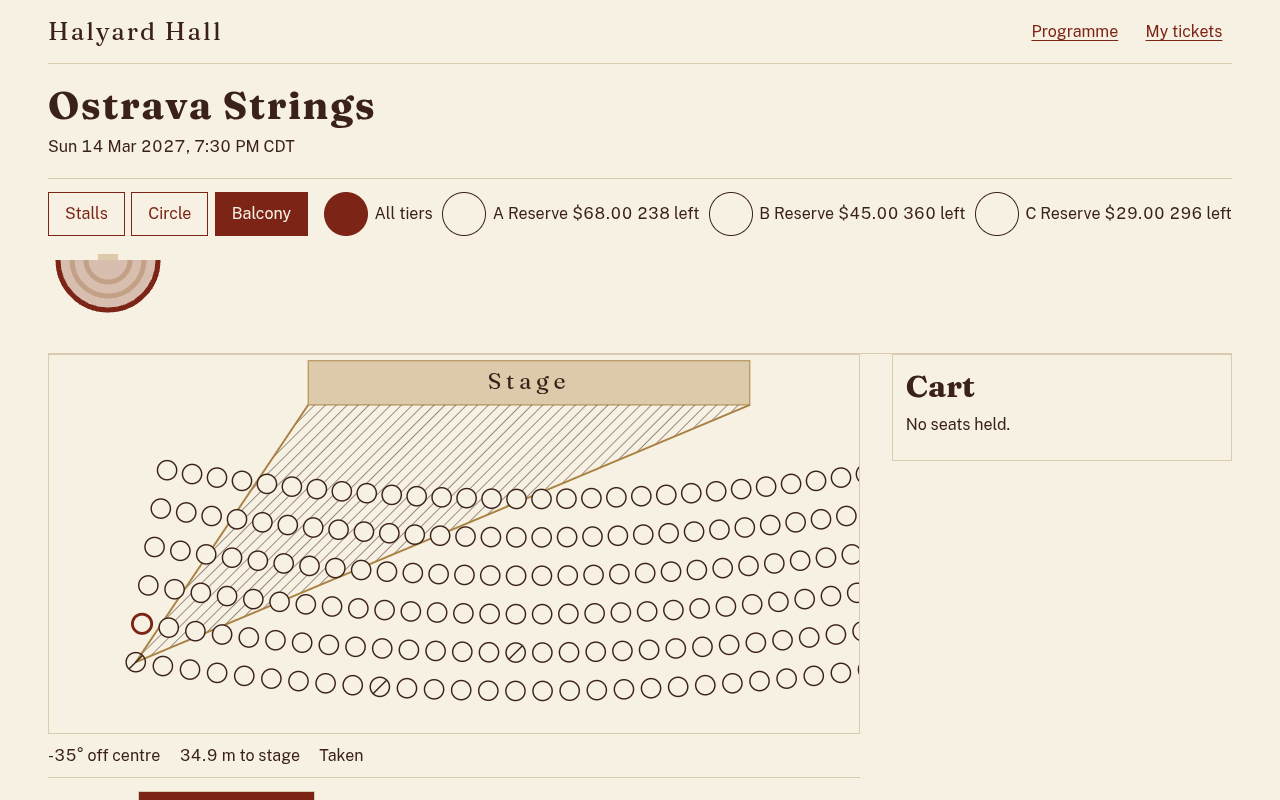 Halyard Hall
Programme
My tickets
Ostrava Strings
Sun 14 Mar 2027, 7:30 PM CDT
Stalls
Circle
Balcony
All tiers
A Reserve $68.00 238 left
B Reserve $45.00 360 left
C Reserve $29.00 296 left
Stage
Cart
No seats held.
-35° off centre
34.9 m to stage
Taken